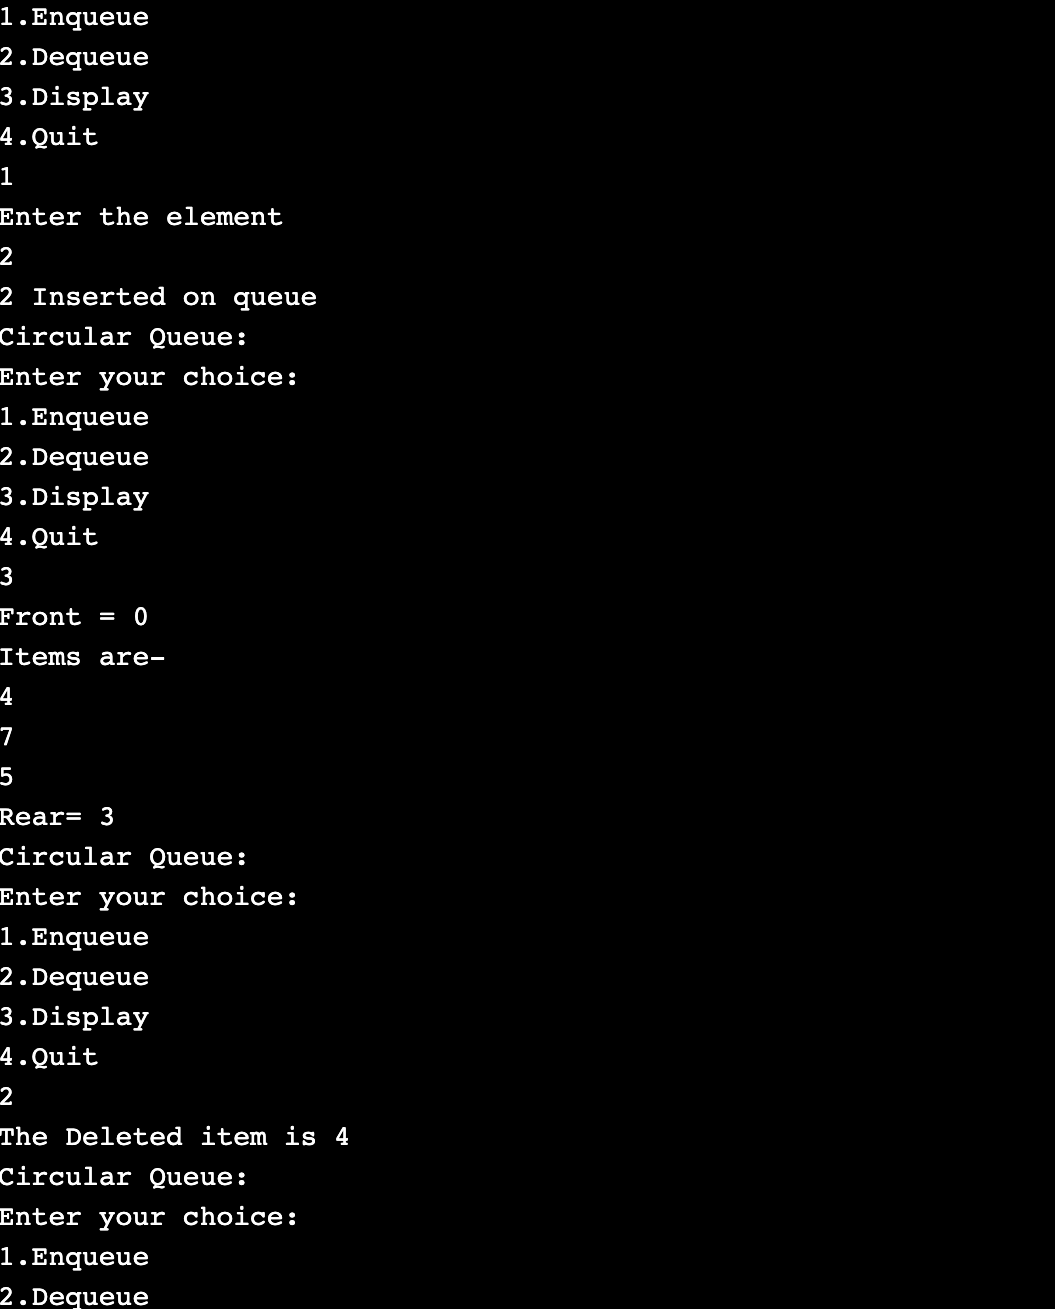 1.Enqueue
2.Dequeue
3.Display
4.Quit
1
Enter the element
2
2 Inserted on queue
Circular Queue:
Enter your choice:
1.Enqueue
2.Dequeue
3.Display
4.Quit
3
Front = 0
Items are-
4
7
5
Rear= 3
Circular Queue:
Enter your choice:
1.Enqueue
2.Dequeue
3.Display
4.Quit
2
The Deleted item is 4
Circular Queue:
Enter your choice:
1.Enqueue
2.Dequeue